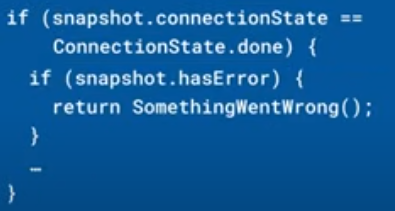 if (snapshot.connectionState ==
ConnectionState.done) {
if (snapshot.hasError) {
return SomethingWentWrong();
}
…
}